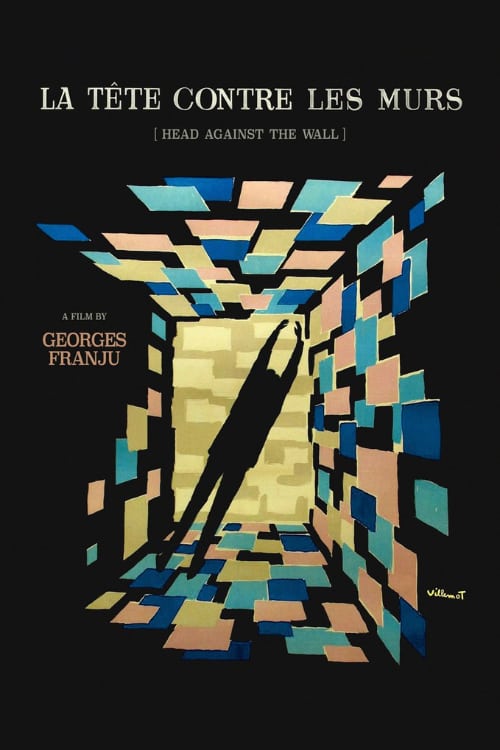 LA TÊTE CONTRE LES MURS
[ HEAD AGAINST THE WALL ]
A FILM BY
GEORGES
FRANJU
VillemoT